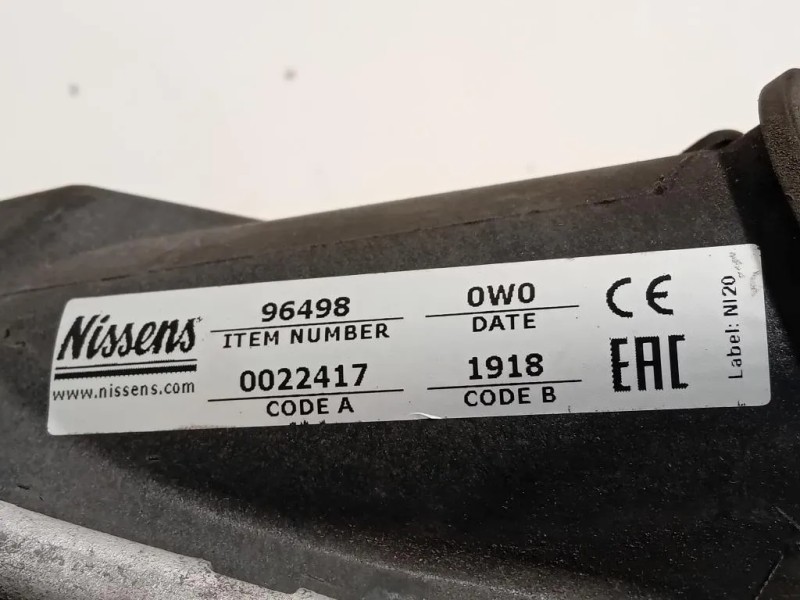 Nissens
www.nissens.com
96498
ITEM NUMBER
0022417
CODE A
0W0
DATE
1918
CODE B
CE
EAC
Label: NI20